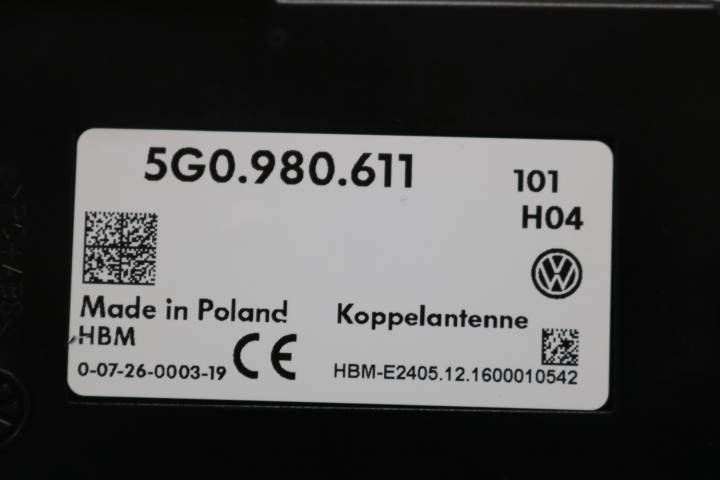 5G0.980.611
101
H04
Made in Poland
Koppelantenne
HBM
CE
0-07-26-0003-19
HBM-E2405.12.1600010542